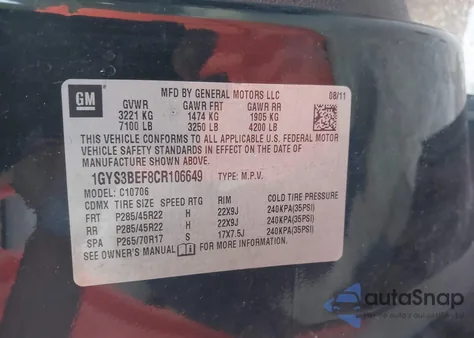 GM
MFD BY GENERAL MOTORS LLC
08/11
GVWR GAWR FRT GAWR RR
3221 KG 1474 KG 1905 KG
7100 LB 3250 LB 4200 LB
THIS VEHICLE CONFORMS TO ALL APPLICABLE U.S. FEDERAL MOTOR
VEHICLE SAFETY STANDARDS IN EFFECT ON THE DATE OF
MANUFACTURE SHOWN ABOVE.
1GYS3BEF8CR106649 TYPE: M.P.V.
MODEL: C10706
CDMX TIRE SIZE SPEED RTG RIM COLD TIRE PRESSURE
FRT P285/45R22 H 22X9J 240KPA(35PSI)
RR P285/45R22 H 22X9J 240KPA(35PSI)
SPA P265/70R17 S 17X7.5J 240KPA(35PSI)
SEE OWNER'S MANUAL FOR MORE INFORMATION.
autoSnap